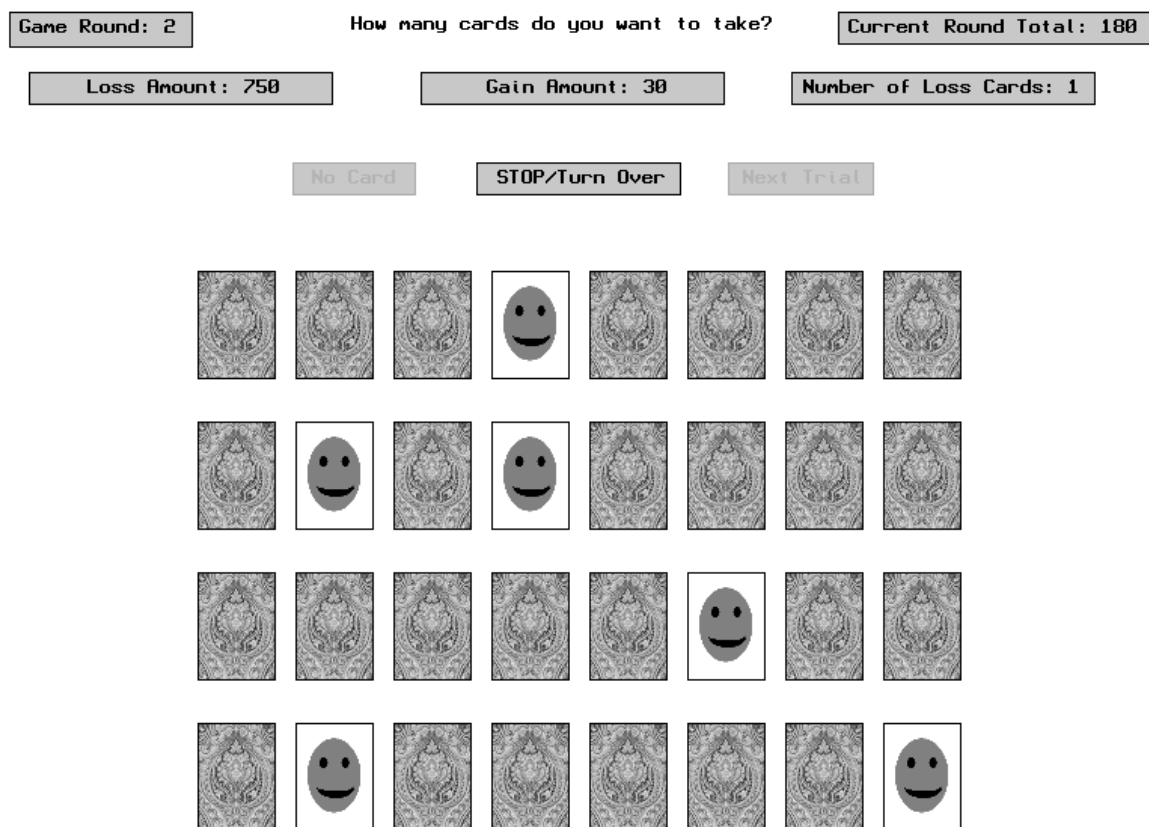 Game Round: 2
How many cards do you want to take?
Current Round Total: 180
Loss Amount: 750
Gain Amount: 30
Number of Loss Cards: 1
No Card
STOP/Turn Over
Next Trial